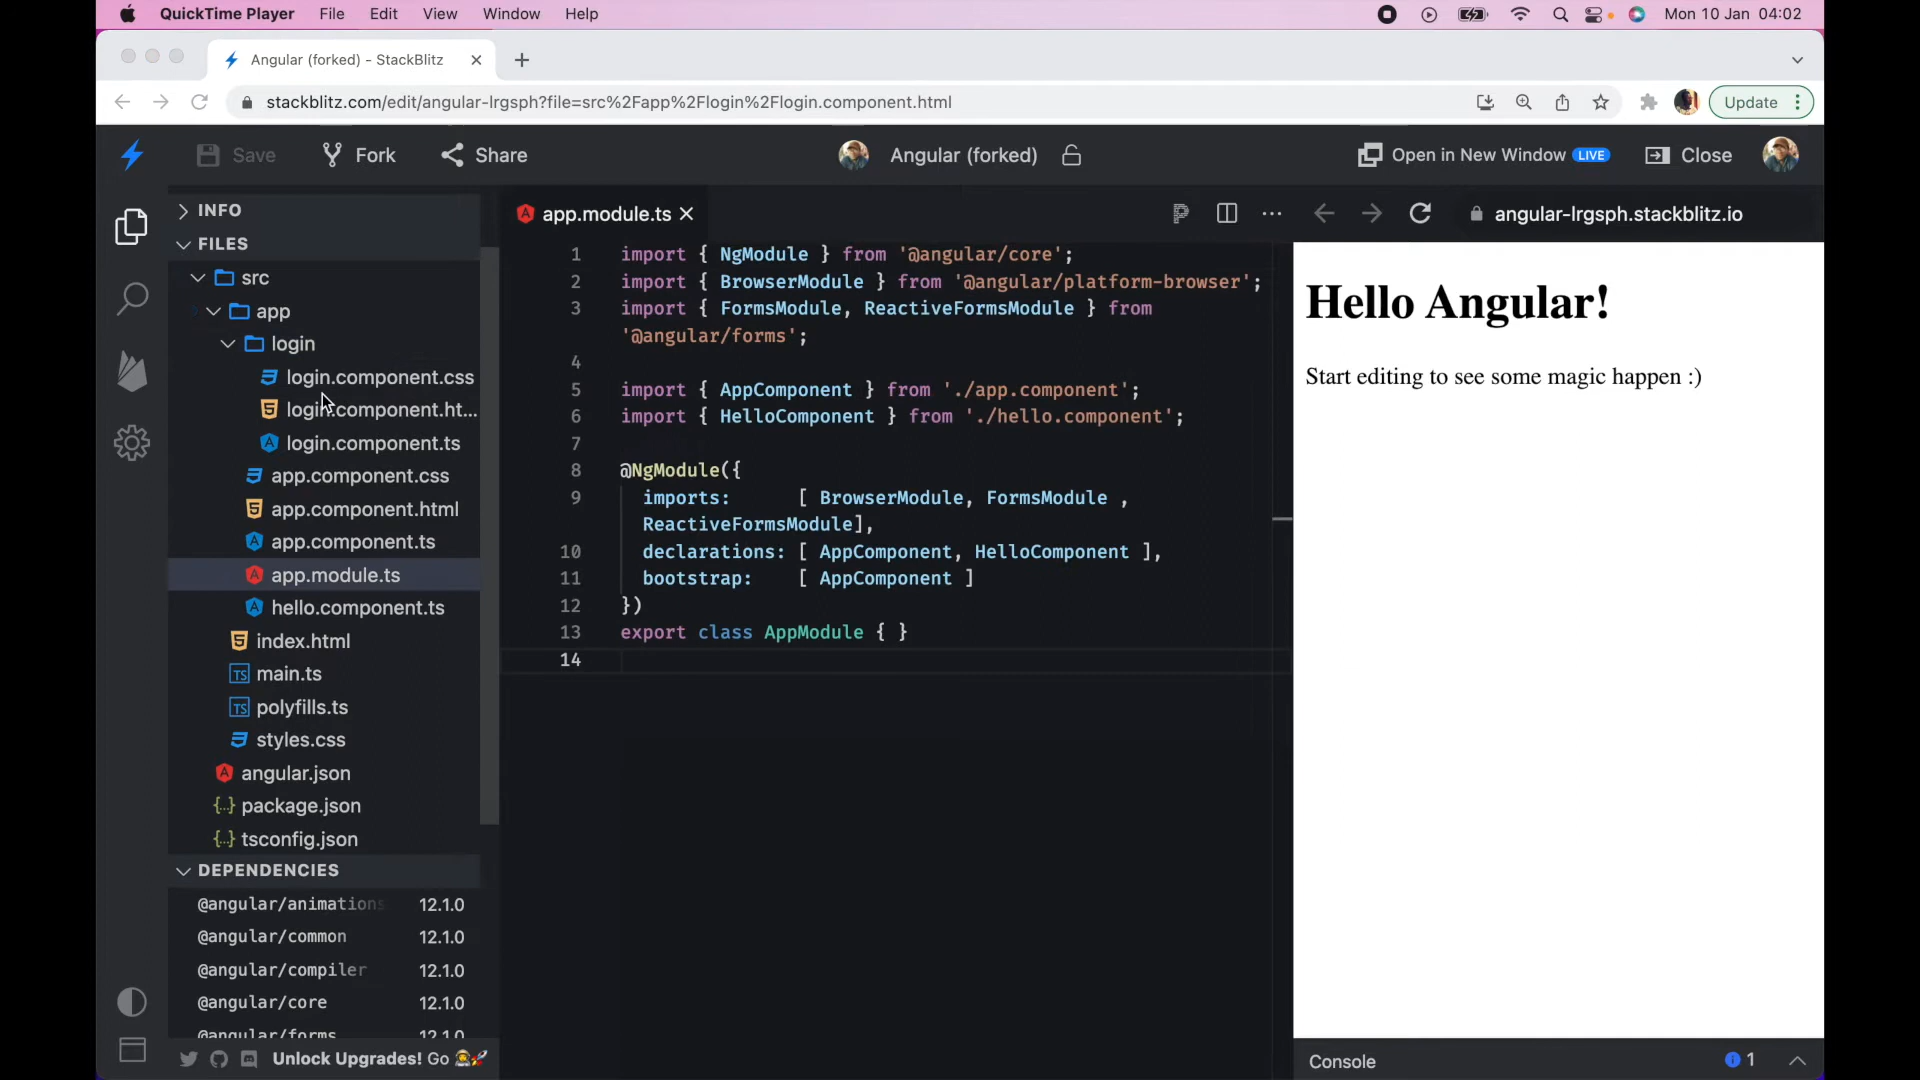 QuickTime Player File Edit View Window Help Mon 10 Jan 04:02
Angular (forked) - StackBlitz
stackblitz.com/edit/angular-lrgsph?file=src%2Fapp%2Flogin%2Flogin.component.html
Update
Save Fork Share Angular (forked) Open in New Window LIVE Close
INFO
FILES
src
app
login
login.component.css
login.component.ht...
login.component.ts
app.component.css
app.component.html
app.component.ts
app.module.ts
hello.component.ts
index.html
main.ts
polyfills.ts
styles.css
angular.json
package.json
tsconfig.json
DEPENDENCIES
@angular/animations 12.1.0
@angular/common 12.1.0
@angular/compiler 12.1.0
@angular/core 12.1.0
@angular/forms 12.1.0
Unlock Upgrades! Go
app.module.ts
1 import { NgModule } from '@angular/core';
2 import { BrowserModule } from '@angular/platform-browser';
3 import { FormsModule, ReactiveFormsModule } from
'@angular/forms';
4
5 import { AppComponent } from './app.component';
6 import { HelloComponent } from './hello.component';
7
8 @NgModule({
9 imports: [ BrowserModule, FormsModule ,
ReactiveFormsModule],
10 declarations: [ AppComponent, HelloComponent ],
11 bootstrap: [ AppComponent ]
12 })
13 export class AppModule { }
14
angular-lrgsph.stackblitz.io
Hello Angular!
Start editing to see some magic happen :)
Console 1